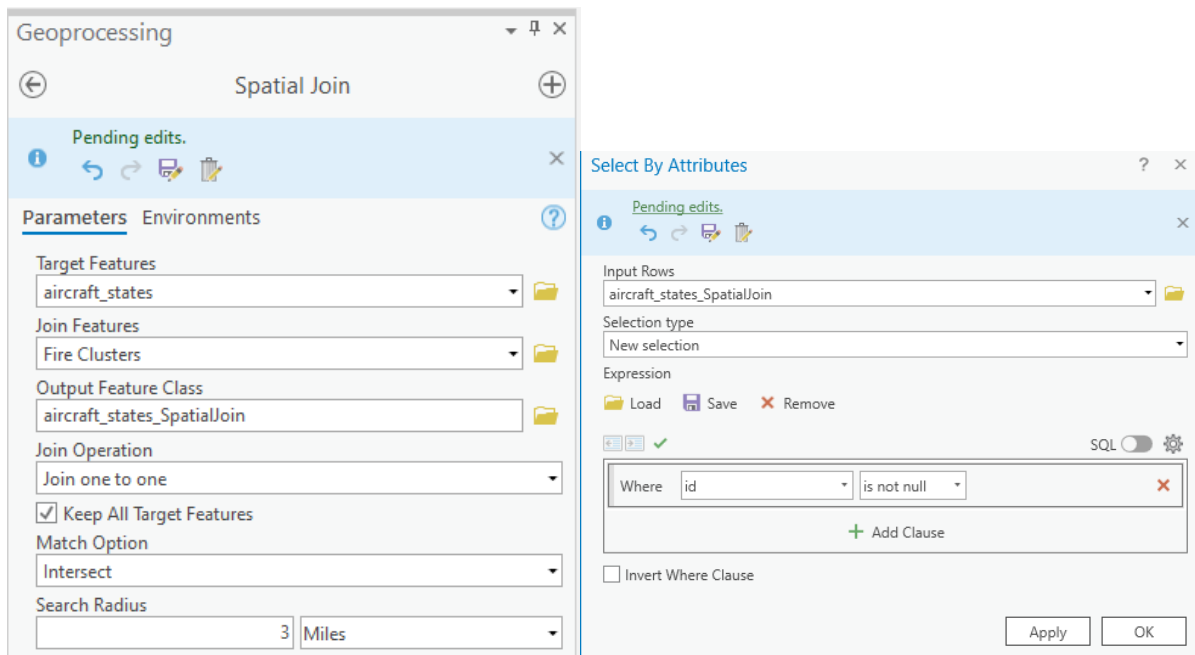 Geoprocessing
Spatial Join
Pending edits.
Parameters Environments
Target Features
aircraft_states
Join Features
Fire Clusters
Output Feature Class
aircraft_states_SpatialJoin
Join Operation
Join one to one
Keep All Target Features
Match Option
Intersect
Search Radius
3 Miles
Select By Attributes
Pending edits.
Input Rows
aircraft_states_SpatialJoin
Selection type
New selection
Expression
Load Save Remove
SQL
Where id is not null
Add Clause
Invert Where Clause
Apply OK